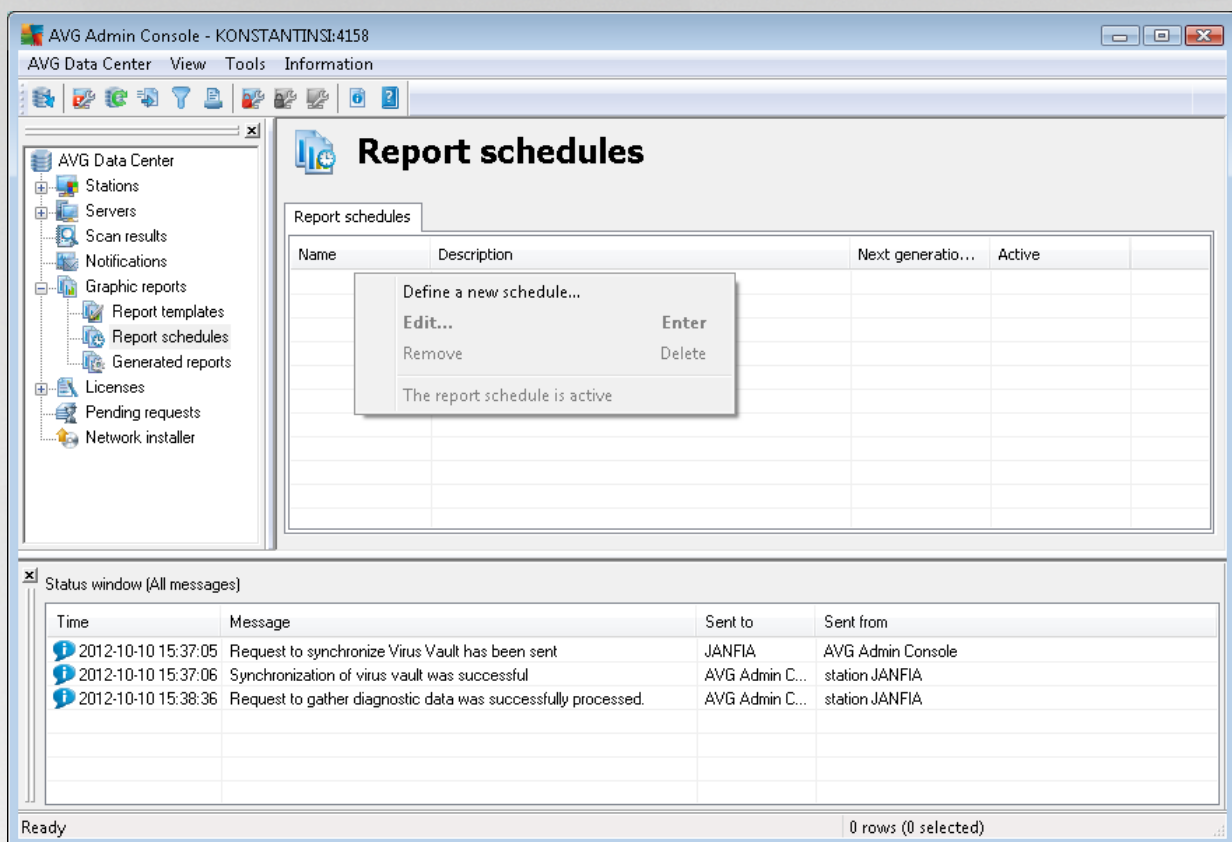 AVG Admin Console - KONSTANTINSI:4158
AVG Data Center View Tools Information
AVG Data Center
Stations
Servers
Scan results
Notifications
Graphic reports
Report templates
Report schedules
Generated reports
Licenses
Pending requests
Network installer
Report schedules
Report schedules
Name Description Next generatio... Active
Define a new schedule...
Edit... Enter
Remove Delete
The report schedule is active
Status window (All messages)
Time Message Sent to Sent from
2012-10-10 15:37:05 Request to synchronize Virus Vault has been sent JANFIA AVG Admin Console
2012-10-10 15:37:06 Synchronization of virus vault was successful AVG Admin C... station JANFIA
2012-10-10 15:38:36 Request to gather diagnostic data was successfully processed. AVG Admin C... station JANFIA
Ready 0 rows (0 selected)